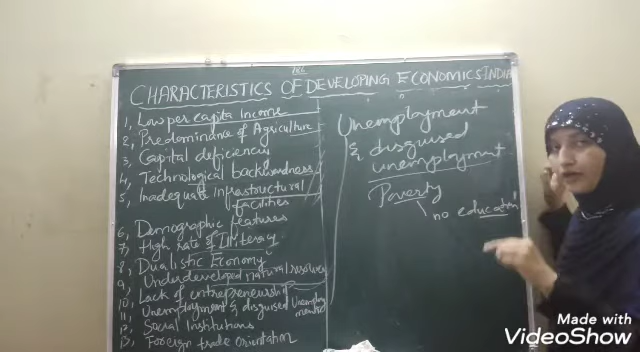 CHARACTERISTICS OF DEVELOPING ECONOMICS INDIA
1, Low per capita Income
2, Predominance of Agriculture
3, Capital deficiency
4, Technological backwardness
5, Inadequate infrastructural
facilities
6, Demographic features
7, High rate of Illiteracy
8, Dualistic Economy
9, Underdeveloped natural resources
10, Lack of entrepreneurship
11, Unemployment & disguised Unemployment
12, Social Institutions
13, Foreign trade orientation
Unemployment
& disguised
unemployment
Poverty
no education
Made with
VideoShow